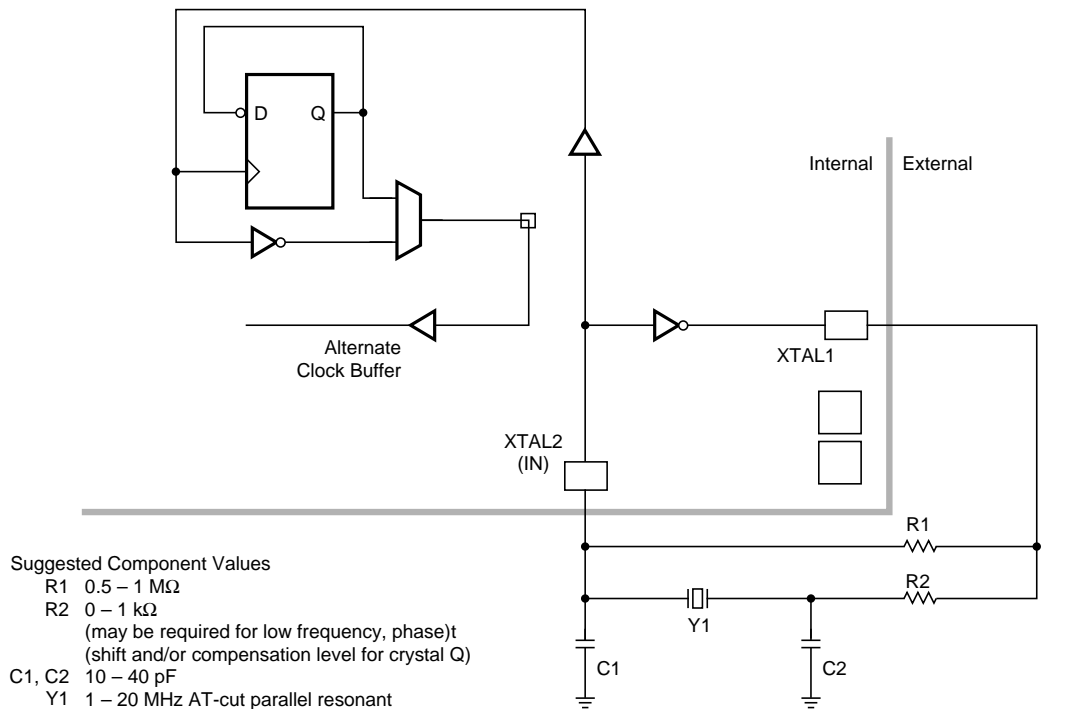 D Q
Internal External
Alternate
Clock Buffer
XTAL1
XTAL2
(IN)
R1
R2
Y1
C1
C2
Suggested Component Values
R1 0.5 – 1 MΩ
R2 0 – 1 kΩ
(may be required for low frequency, phase)t
(shift and/or compensation level for crystal Q)
C1, C2 10 – 40 pF
Y1 1 – 20 MHz AT-cut parallel resonant